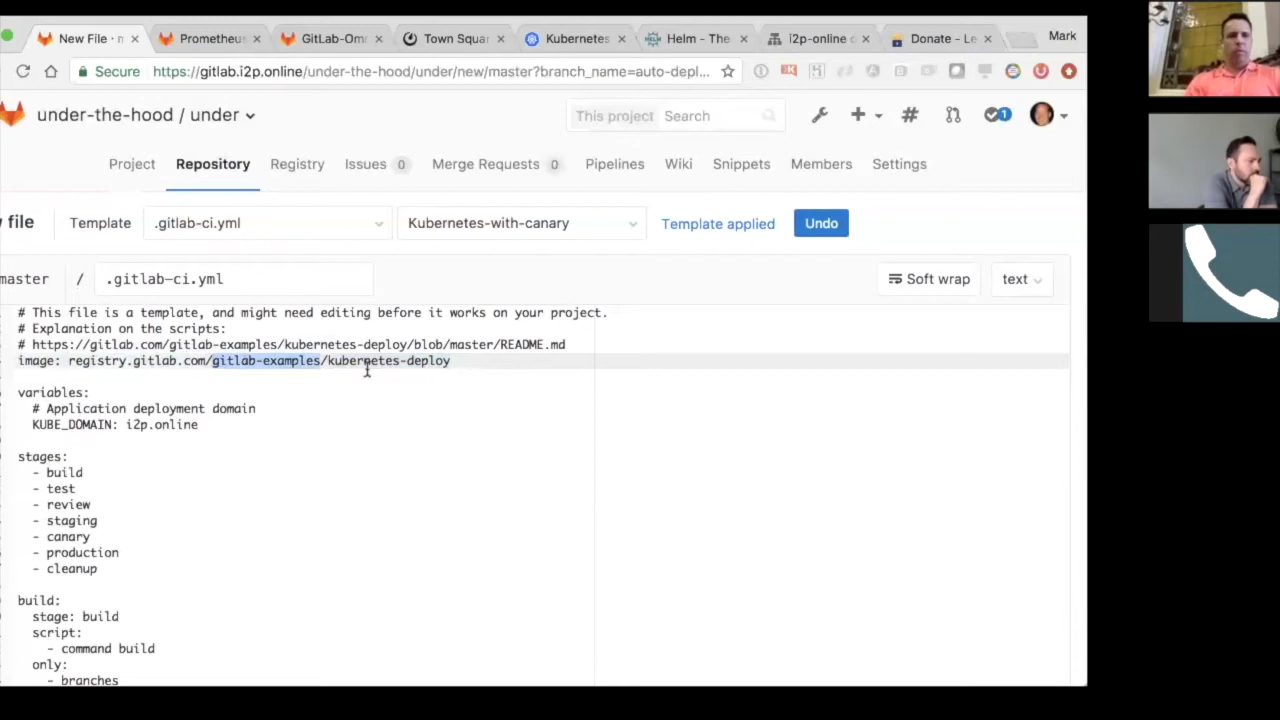 New File · n
Prometheus
GitLab-Om
Town Squar
Kubernetes
Helm - The
i2p-online
Donate - Le
Mark
Secure
https://gitlab.i2p.online/under-the-hood/under/new/master?branch_name=auto-depl...
under-the-hood / under
This project
Search
1
Project
Repository
Registry
Issues 0
Merge Requests 0
Pipelines
Wiki
Snippets
Members
Settings
file
Template
.gitlab-ci.yml
Kubernetes-with-canary
Template applied
Undo
master / .gitlab-ci.yml
Soft wrap
text
# This file is a template, and might need editing before it works on your project.
# Explanation on the scripts:
# https://gitlab.com/gitlab-examples/kubernetes-deploy/blob/master/README.md
image: registry.gitlab.com/gitlab-examples/kubernetes-deploy
variables:
# Application deployment domain
KUBE_DOMAIN: i2p.online
stages:
- build
- test
- review
- staging
- canary
- production
- cleanup
build:
stage: build
script:
- command build
only:
- branches